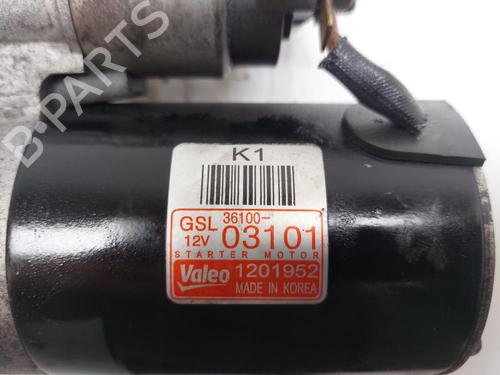 B-PARTS
K1
GSL 36100-
12V 03101
STARTER MOTOR
Valeo 1201952
MADE IN KOREA